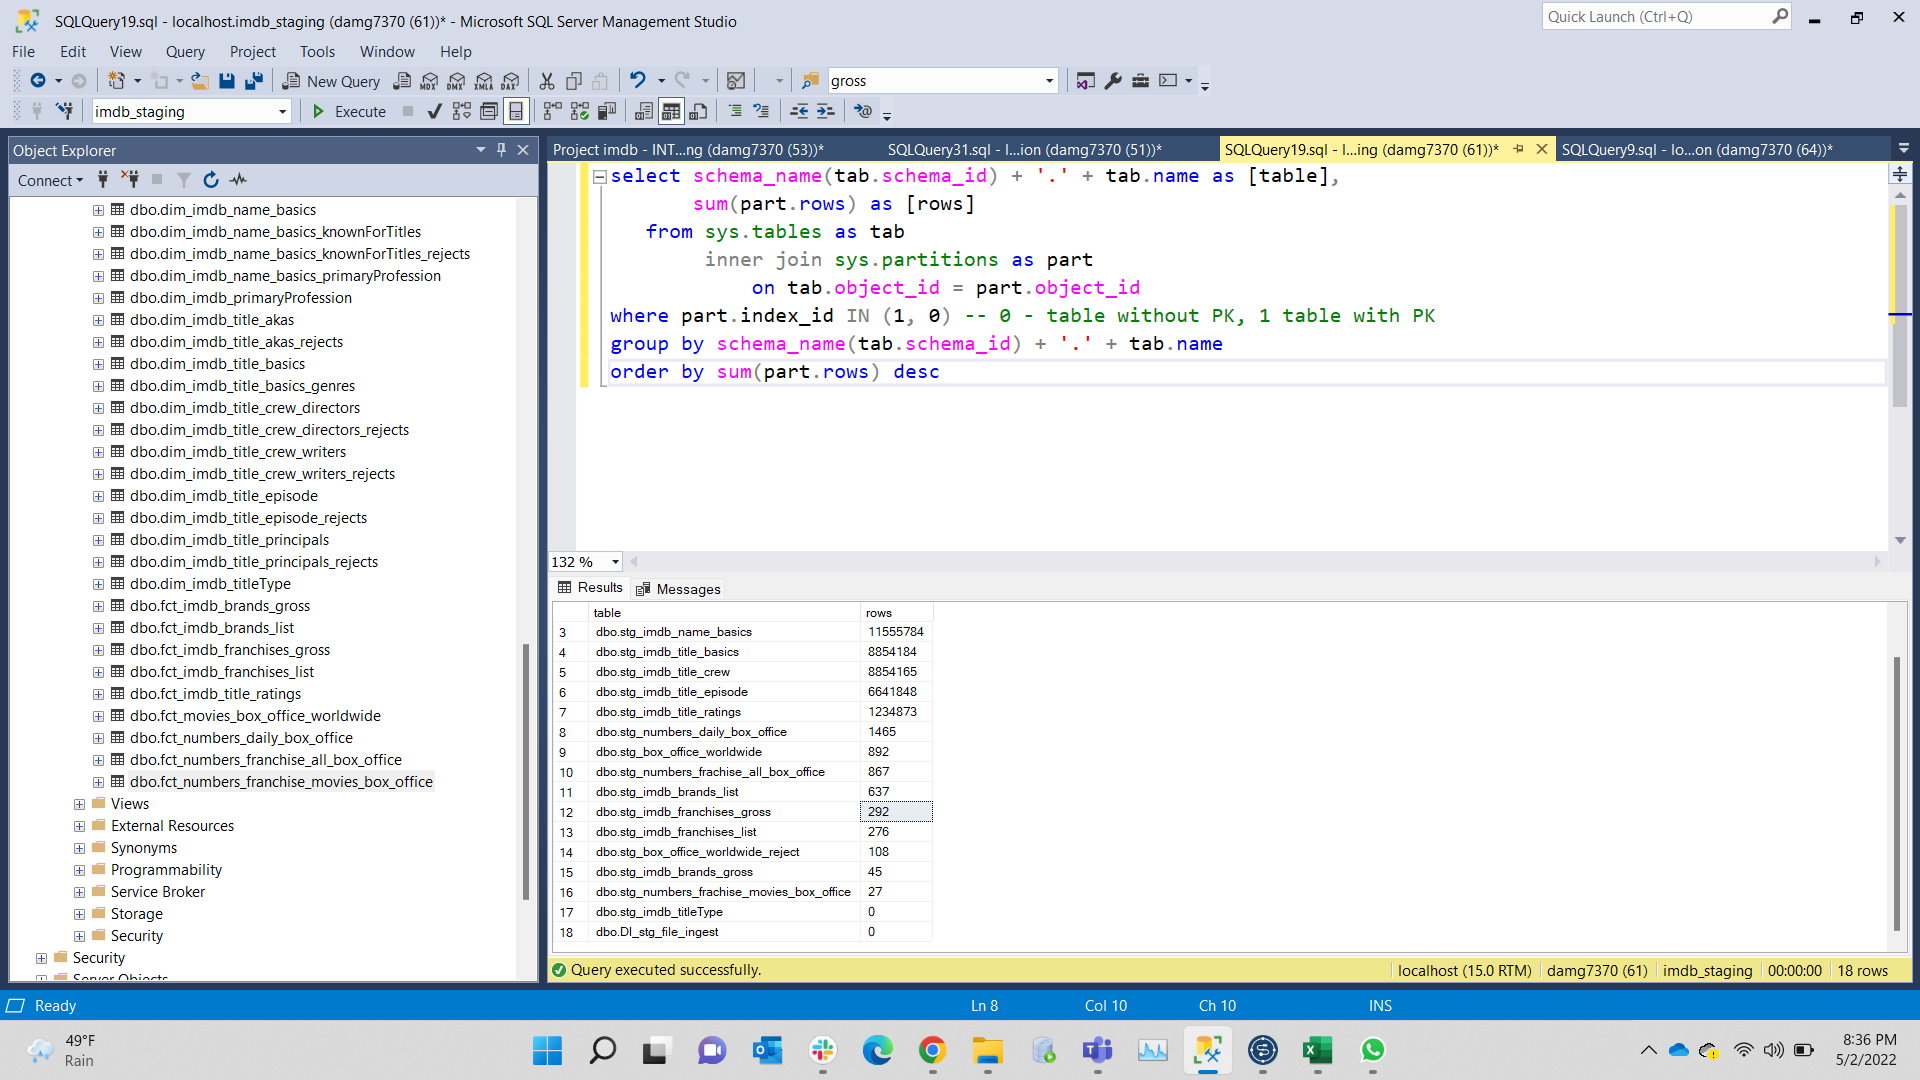 SQLQuery19.sql - localhost.imdb_staging (damg7370 (61))* - Microsoft SQL Server Management Studio
Quick Launch (Ctrl+Q)
File Edit View Query Project Tools Window Help
New Query MDX DMX XMLA DAX gross
imdb_staging Execute
Object Explorer
Connect
dbo.dim_imdb_name_basics
dbo.dim_imdb_name_basics_knownForTitles
dbo.dim_imdb_name_basics_knownForTitles_rejects
dbo.dim_imdb_name_basics_primaryProfession
dbo.dim_imdb_primaryProfession
dbo.dim_imdb_title_akas
dbo.dim_imdb_title_akas_rejects
dbo.dim_imdb_title_basics
dbo.dim_imdb_title_basics_genres
dbo.dim_imdb_title_crew_directors
dbo.dim_imdb_title_crew_directors_rejects
dbo.dim_imdb_title_crew_writers
dbo.dim_imdb_title_crew_writers_rejects
dbo.dim_imdb_title_episode
dbo.dim_imdb_title_episode_rejects
dbo.dim_imdb_title_principals
dbo.dim_imdb_title_principals_rejects
dbo.dim_imdb_titleType
dbo.fct_imdb_brands_gross
dbo.fct_imdb_brands_list
dbo.fct_imdb_franchises_gross
dbo.fct_imdb_franchises_list
dbo.fct_imdb_title_ratings
dbo.fct_movies_box_office_worldwide
dbo.fct_numbers_daily_box_office
dbo.fct_numbers_franchise_all_box_office
dbo.fct_numbers_franchise_movies_box_office
Views
External Resources
Synonyms
Programmability
Service Broker
Storage
Security
Security
Server Objects
Project imdb - INT...ng (damg7370 (53))* SQLQuery31.sql - l...ion (damg7370 (51))* SQLQuery19.sql - l...ing (damg7370 (61))* SQLQuery9.sql - lo...on (damg7370 (64))*
select schema_name(tab.schema_id) + '.' + tab.name as [table],
sum(part.rows) as [rows]
from sys.tables as tab
inner join sys.partitions as part
on tab.object_id = part.object_id
where part.index_id IN (1, 0) -- 0 - table without PK, 1 table with PK
group by schema_name(tab.schema_id) + '.' + tab.name
order by sum(part.rows) desc
132 %
Results Messages
table rows
3 dbo.stg_imdb_name_basics 11555784
4 dbo.stg_imdb_title_basics 8854184
5 dbo.stg_imdb_title_crew 8854165
6 dbo.stg_imdb_title_episode 6641848
7 dbo.stg_imdb_title_ratings 1234873
8 dbo.stg_numbers_daily_box_office 1465
9 dbo.stg_box_office_worldwide 892
10 dbo.stg_numbers_frachise_all_box_office 867
11 dbo.stg_imdb_brands_list 637
12 dbo.stg_imdb_franchises_gross 292
13 dbo.stg_imdb_franchises_list 276
14 dbo.stg_box_office_worldwide_reject 108
15 dbo.stg_imdb_brands_gross 45
16 dbo.stg_numbers_frachise_movies_box_office 27
17 dbo.stg_imdb_titleType 0
18 dbo.DI_stg_file_ingest 0
Query executed successfully. localhost (15.0 RTM) damg7370 (61) imdb_staging 00:00:00 18 rows
Ready Ln 8 Col 10 Ch 10 INS
49°F
Rain
8:36 PM
5/2/2022